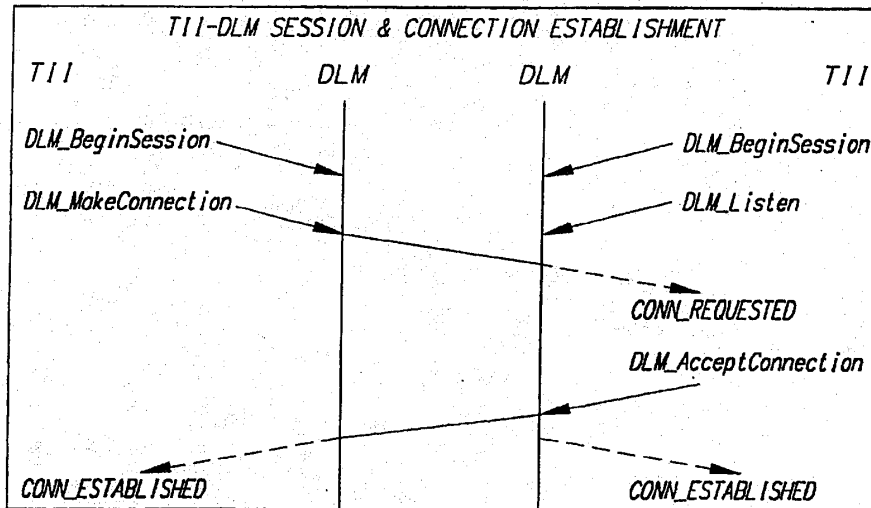 TII-DLM SESSION & CONNECTION ESTABLISHMENT
TII DLM DLM TII
DLM_BeginSession DLM_BeginSession
DLM_MakeConnection DLM_Listen
CONN_REQUESTED
DLM_AcceptConnection
CONN_ESTABLISHED CONN_ESTABLISHED